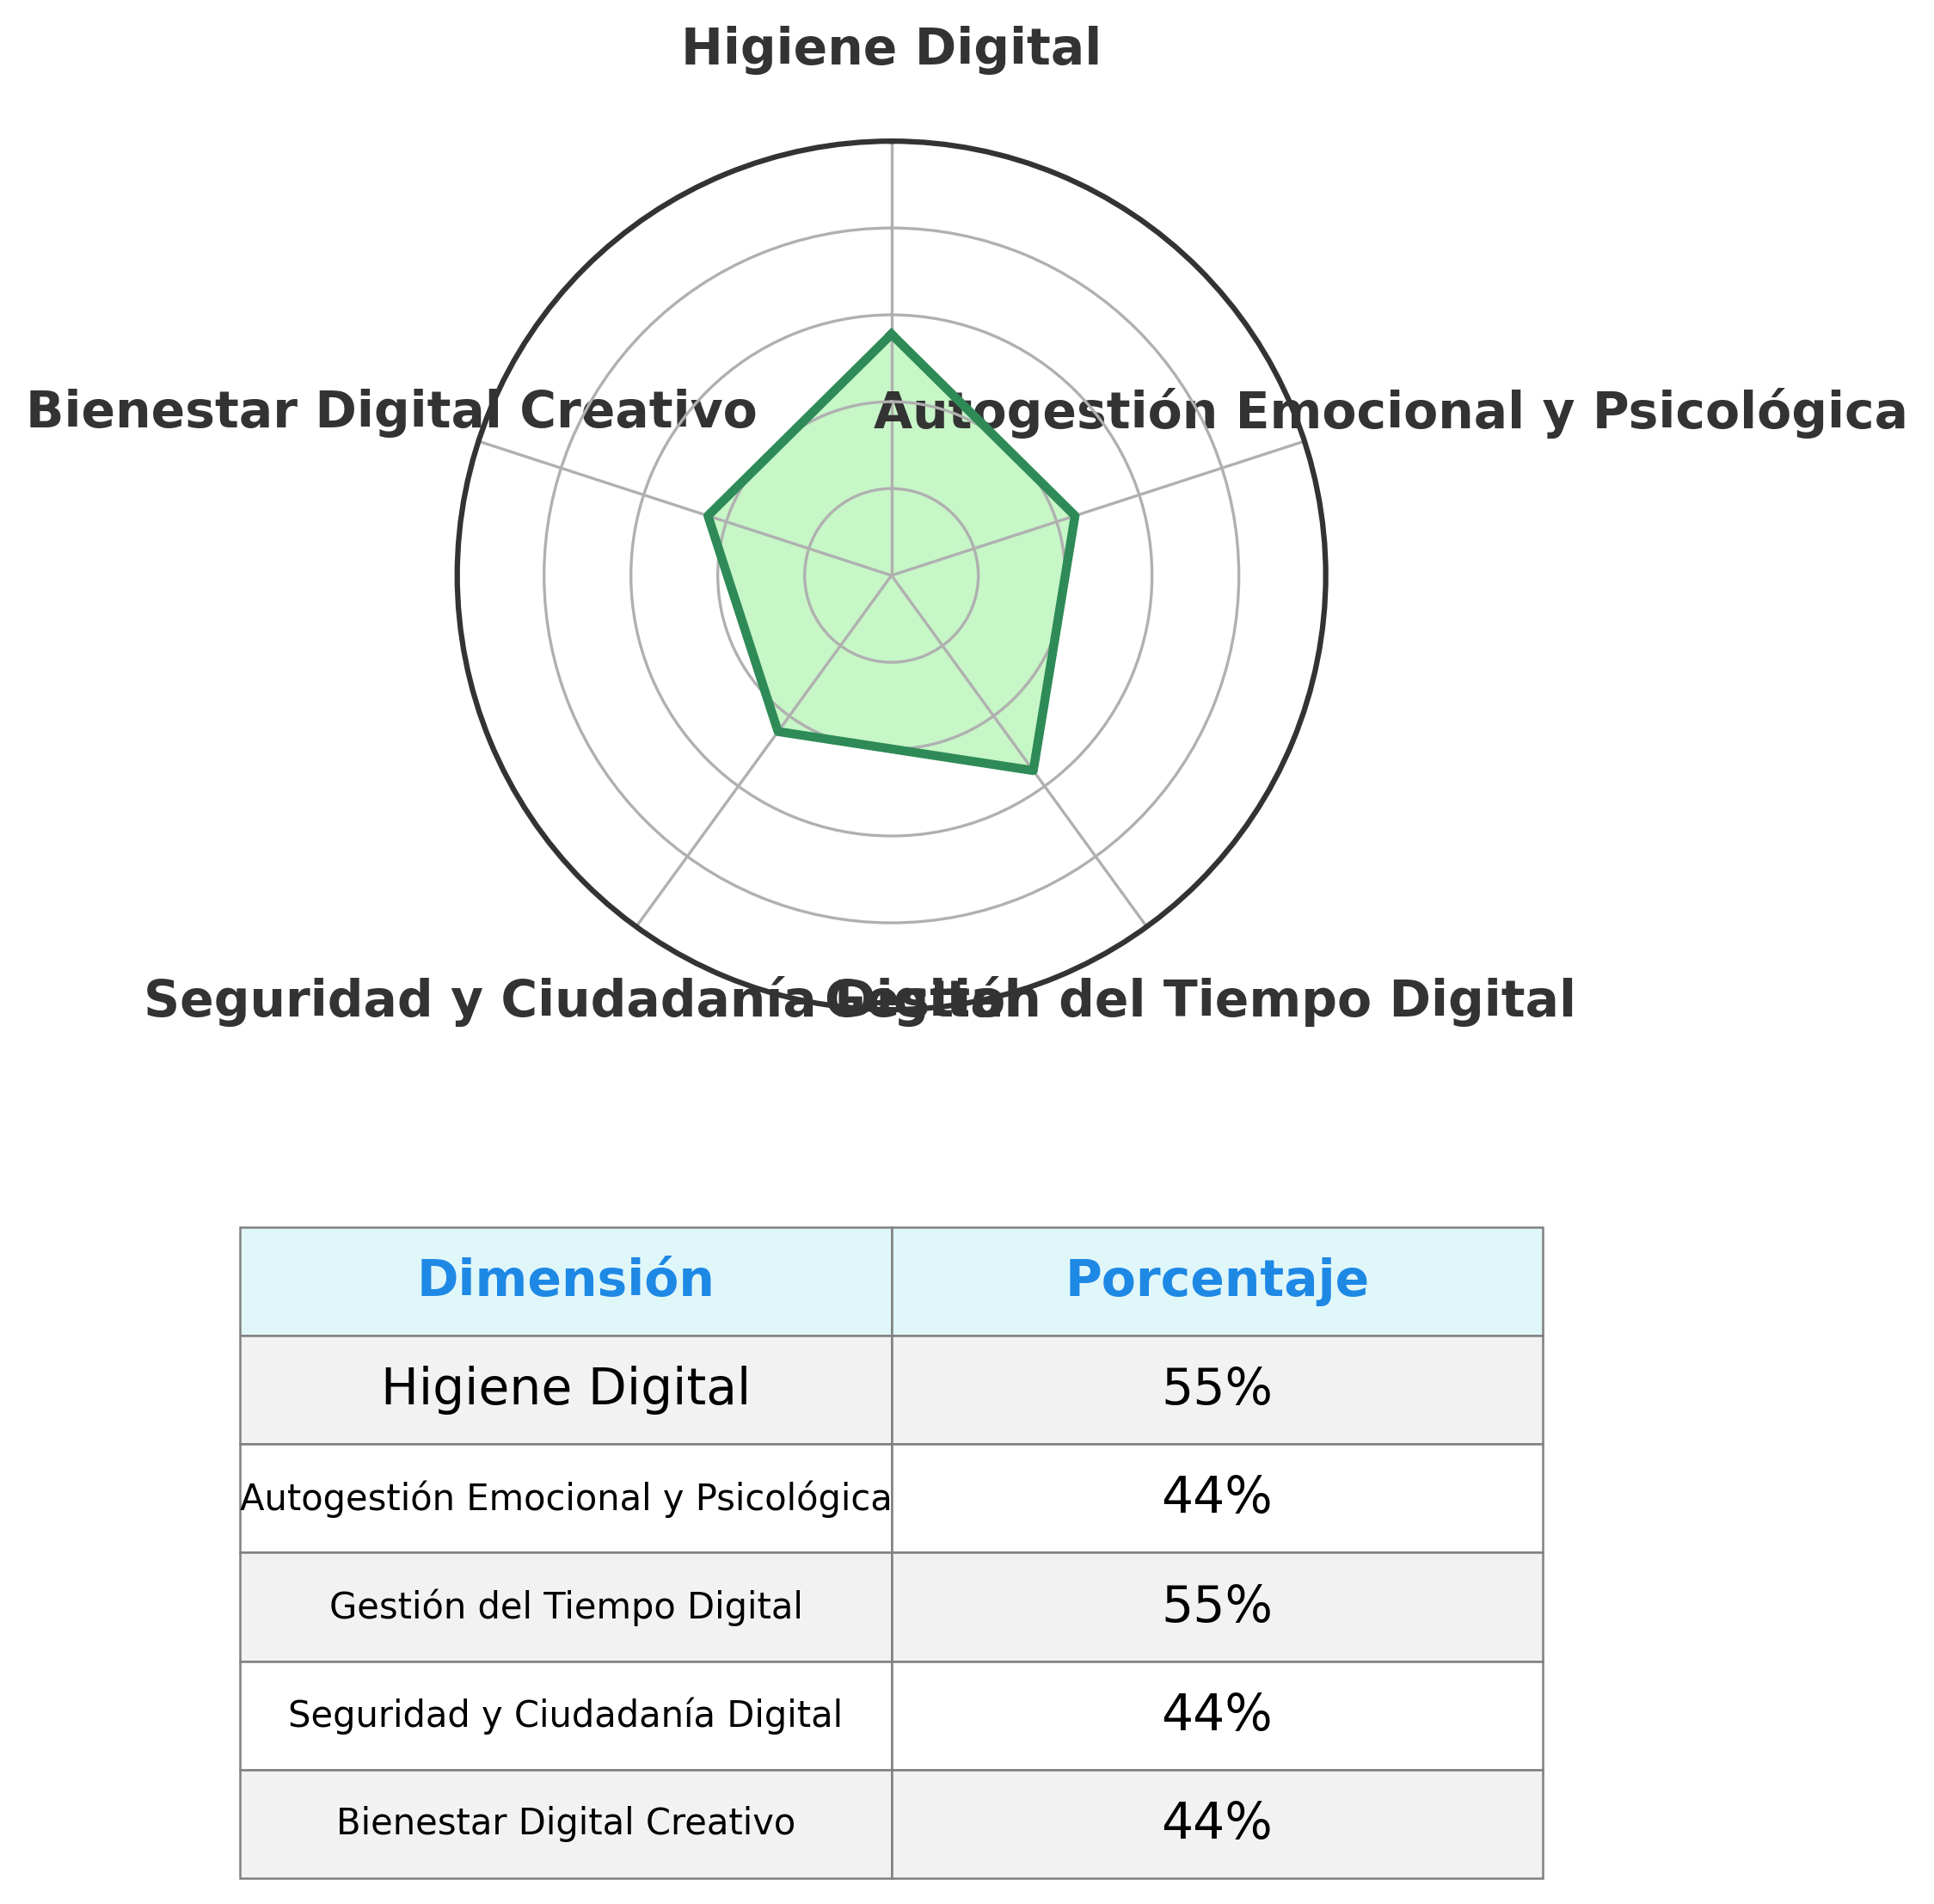 Higiene Digital
Bienestar Digital Creativo
Autogestión Emocional y Psicológica
Seguridad y Ciudadanía Digital
Gestión del Tiempo Digital
Dimensión Porcentaje
Higiene Digital 55%
Autogestión Emocional y Psicológica 44%
Gestión del Tiempo Digital 55%
Seguridad y Ciudadanía Digital 44%
Bienestar Digital Creativo 44%